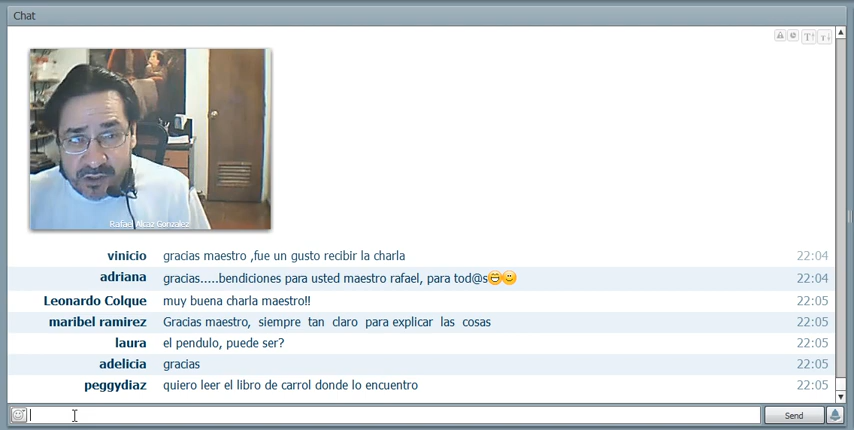 Chat
Rafael Alcaz Gonzalez
vinicio gracias maestro ,fue un gusto recibir la charla 22:04
adriana gracias.....bendiciones para usted maestro rafael, para tod@s 22:04
Leonardo Colque muy buena charla maestro!! 22:05
maribel ramirez Gracias maestro, siempre tan claro para explicar las cosas 22:05
laura el pendulo, puede ser? 22:05
adelicia gracias 22:05
peggydiaz quiero leer el libro de carrol donde lo encuentro 22:05
Send